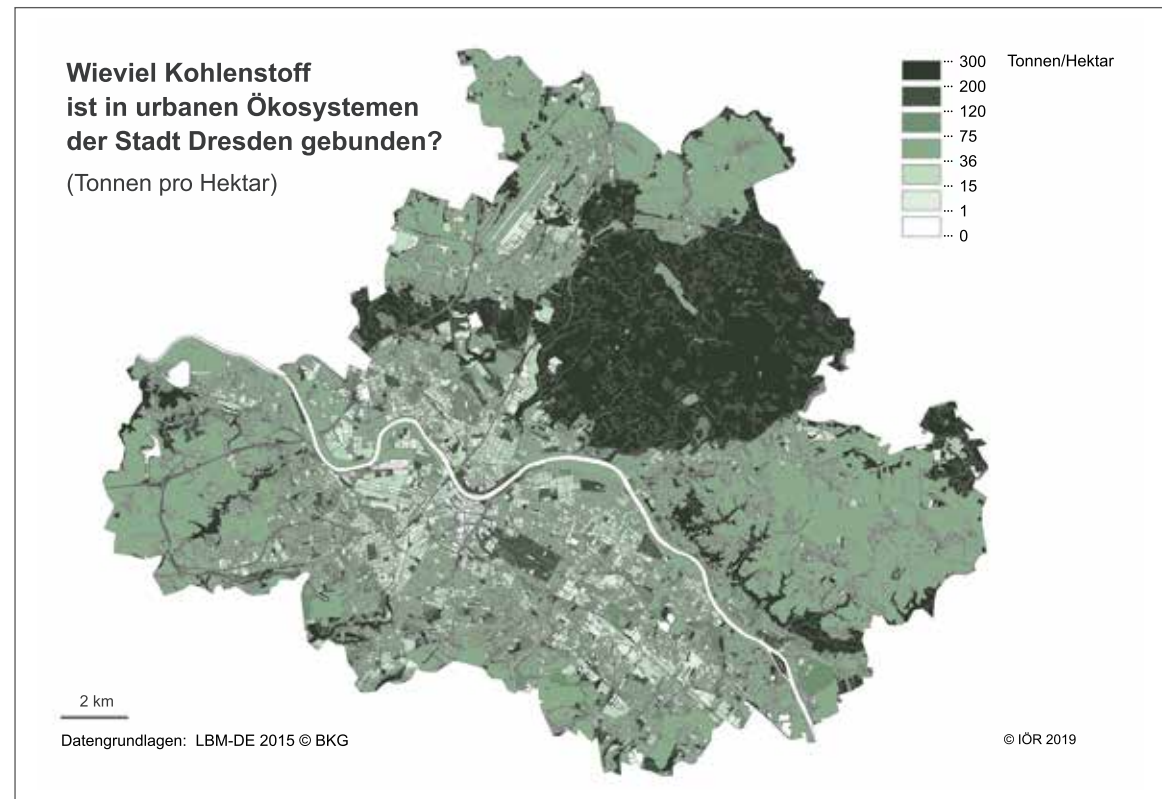 Wieviel Kohlenstoff
ist in urbanen Ökosystemen
der Stadt Dresden gebunden?
(Tonnen pro Hektar)
300 Tonnen/Hektar
200
120
75
36
15
1
0
2 km
Datengrundlagen: LBM-DE 2015 © BKG
© IÖR 2019